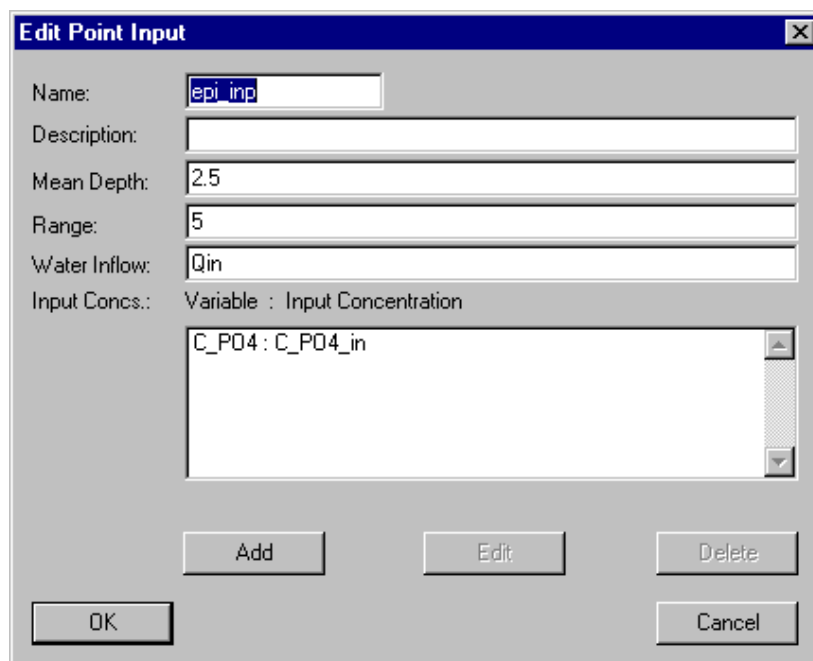 Edit Point Input
Name: epi_inp
Description:
Mean Depth: 2.5
Range: 5
Water Inflow: Qin
Input Concs.: Variable : Input Concentration
C_PO4 : C_PO4_in
Add Edit Delete
OK Cancel